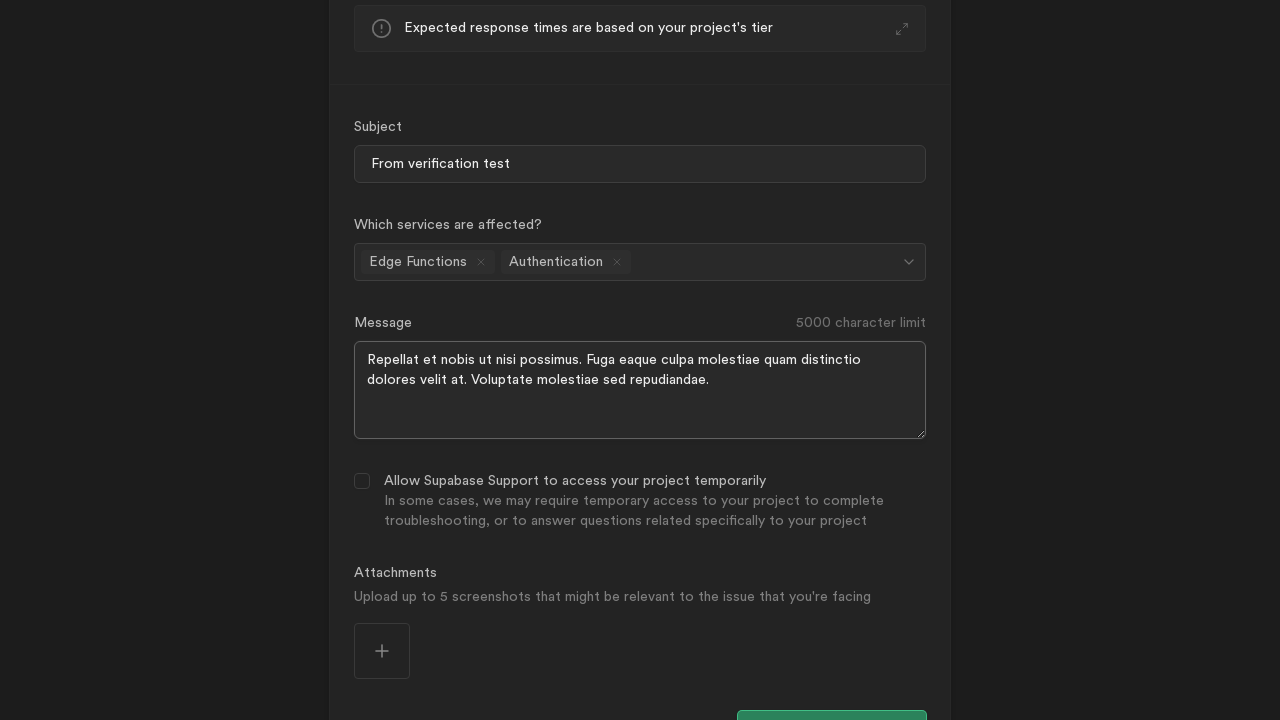 Expected response times are based on your project's tier
Subject
From verification test
Which services are affected?
Edge Functions Authentication
Message 5000 character limit
Repellat et nobis ut nisi possimus. Fuga eaque culpa molestiae quam distinctio
dolores velit at. Voluptate molestiae sed repudiandae.
Allow Supabase Support to access your project temporarily
In some cases, we may require temporary access to your project to complete
troubleshooting, or to answer questions related specifically to your project
Attachments
Upload up to 5 screenshots that might be relevant to the issue that you're facing